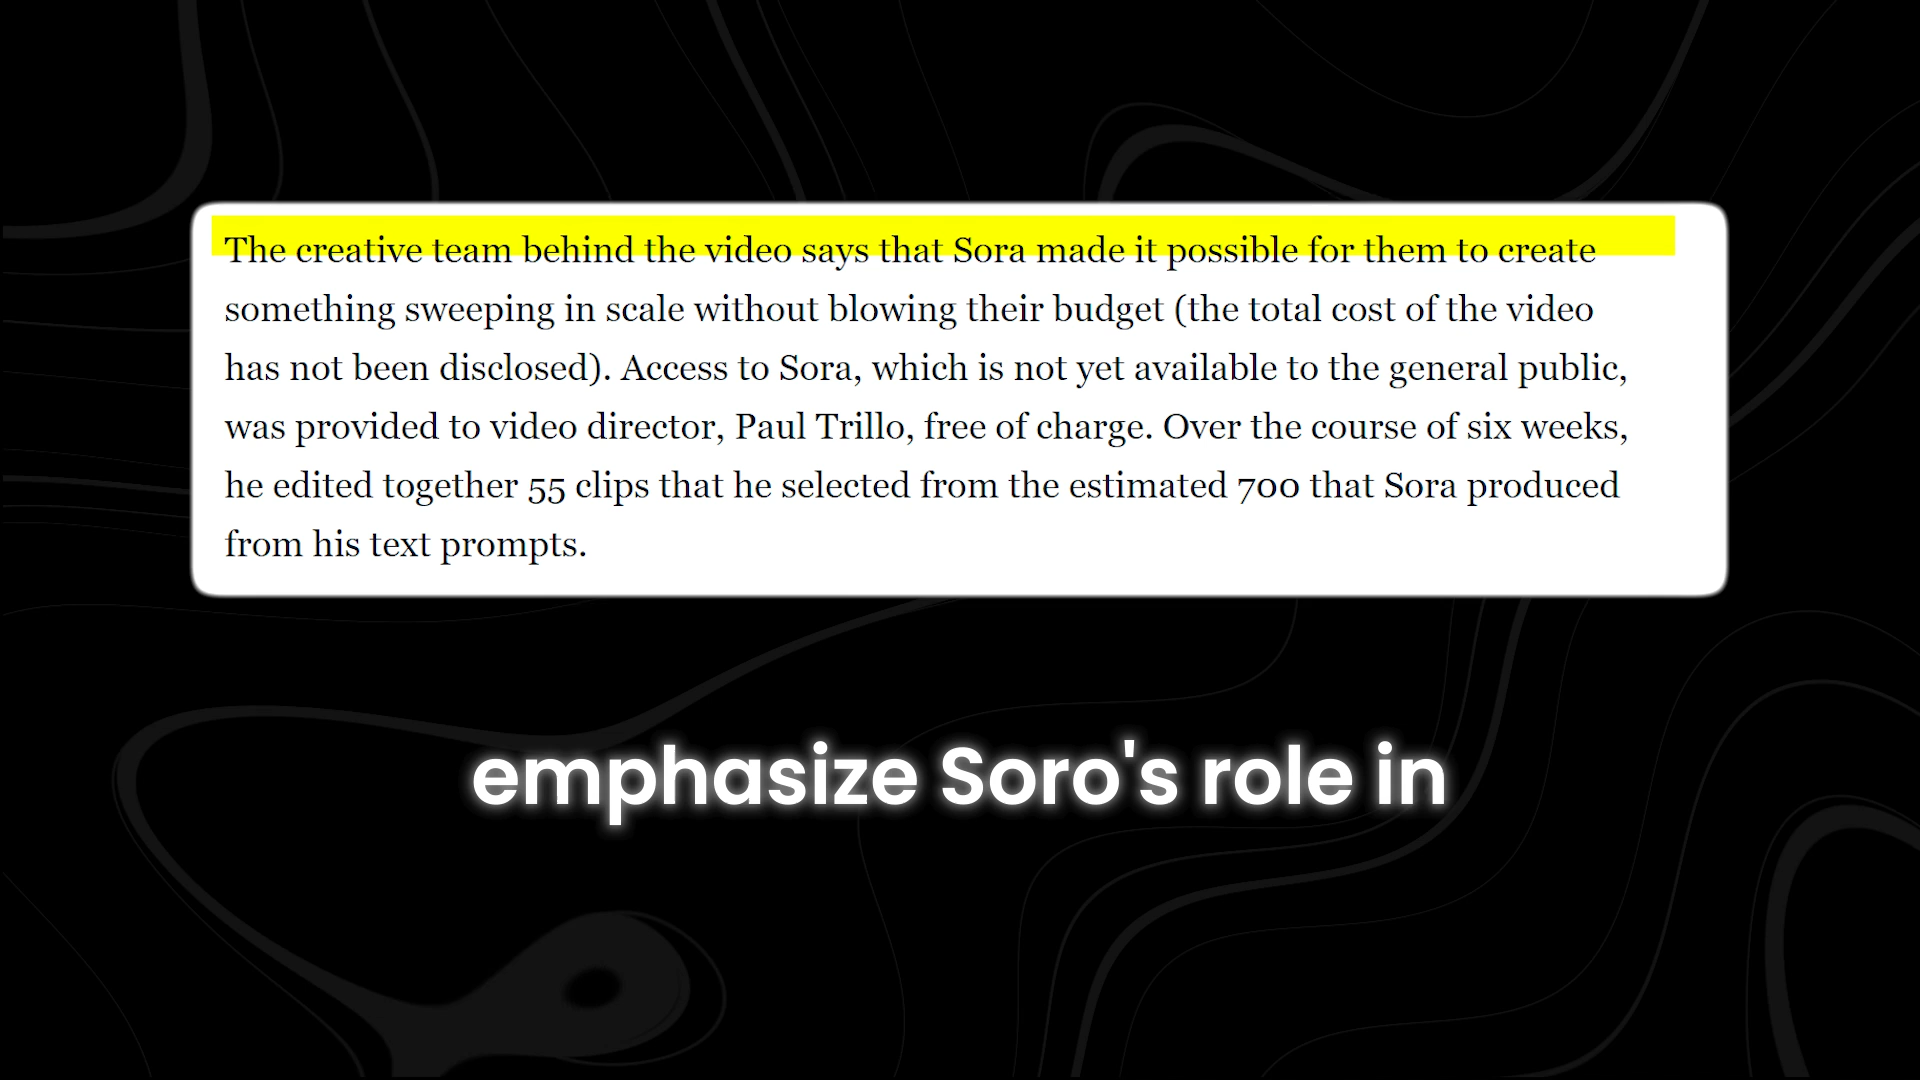 The creative team behind the video says that Sora made it possible for them to create
something sweeping in scale without blowing their budget (the total cost of the video
has not been disclosed). Access to Sora, which is not yet available to the general public,
was provided to video director, Paul Trillo, free of charge. Over the course of six weeks,
he edited together 55 clips that he selected from the estimated 700 that Sora produced
from his text prompts.
emphasize Soro's role in